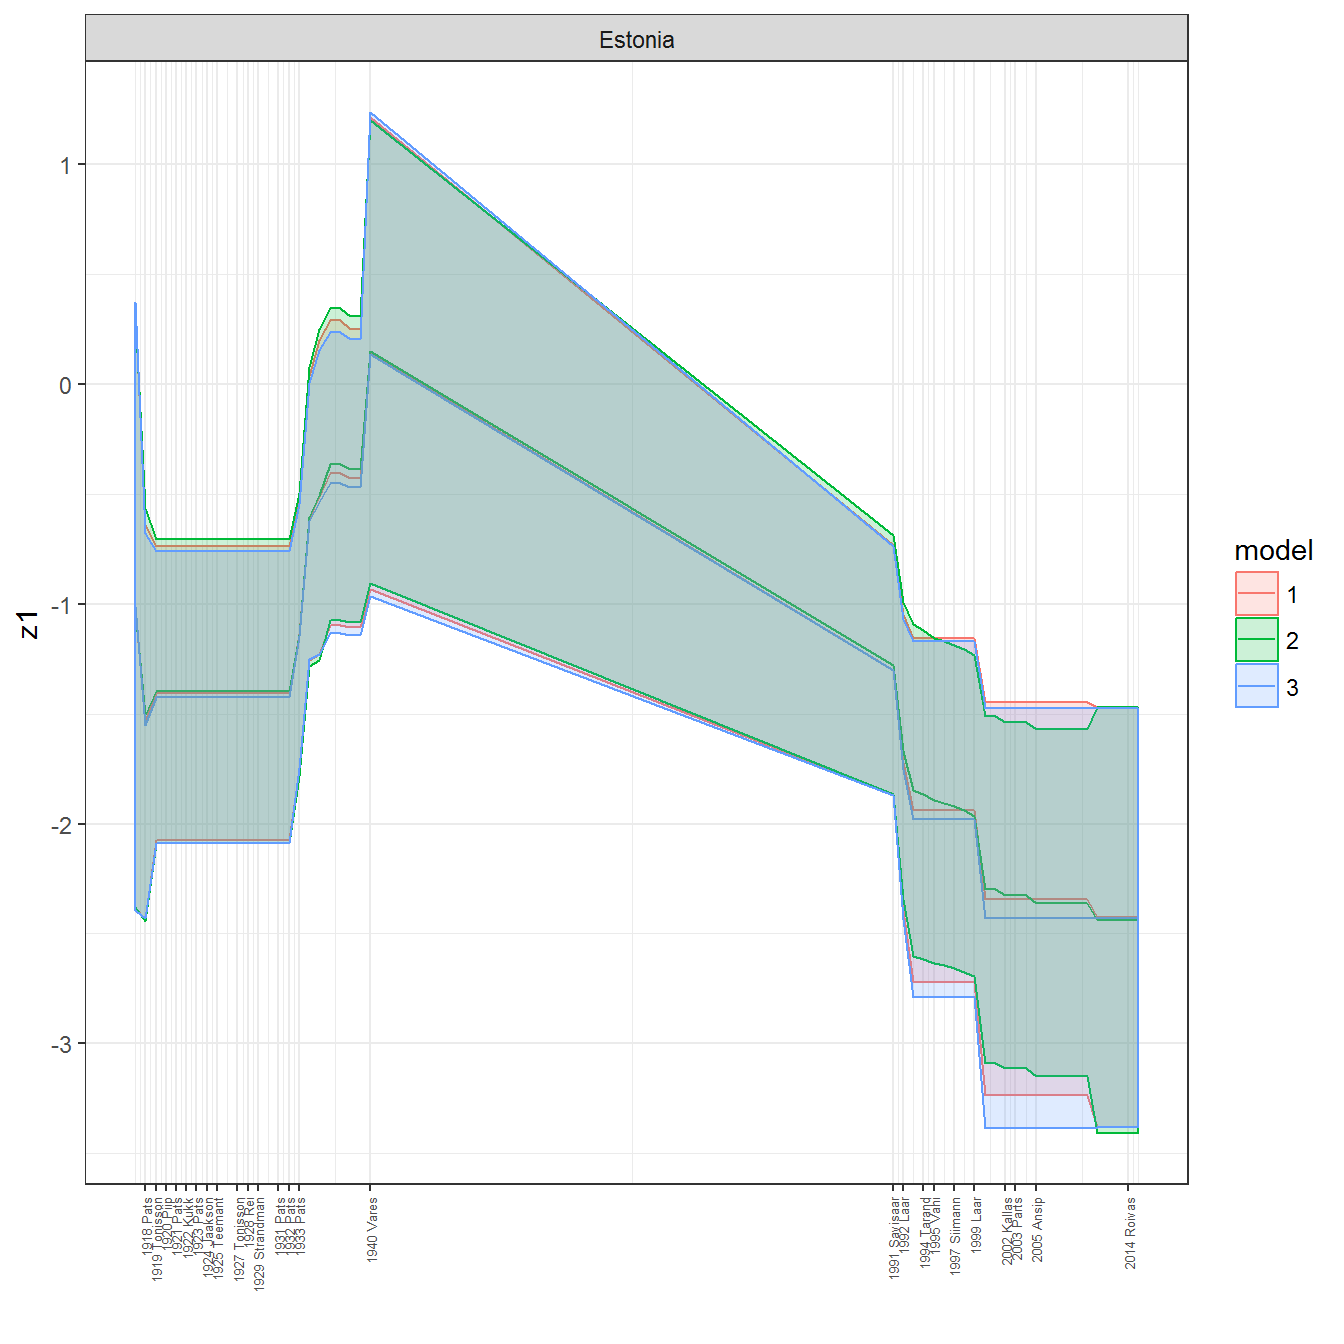 Estonia
z1
1
0
-1
-2
-3
1918 Pats
1919 Tonisson
1920 Piip
1921 Pats
1922 Kukk
1923 Pats
1924 Jaakson
1925 Teemant
1927 Tonisson
1928 Rei
1929 Strandman
1931 Pats
1932 Pats
1933 Pats
1940 Vares
1991 Savisaar
1992 Laar
1994 Tarand
1995 Vahi
1997 Siimann
1999 Laar
2002 Kallas
2003 Parts
2005 Ansip
2014 Roivas
model
1
2
3